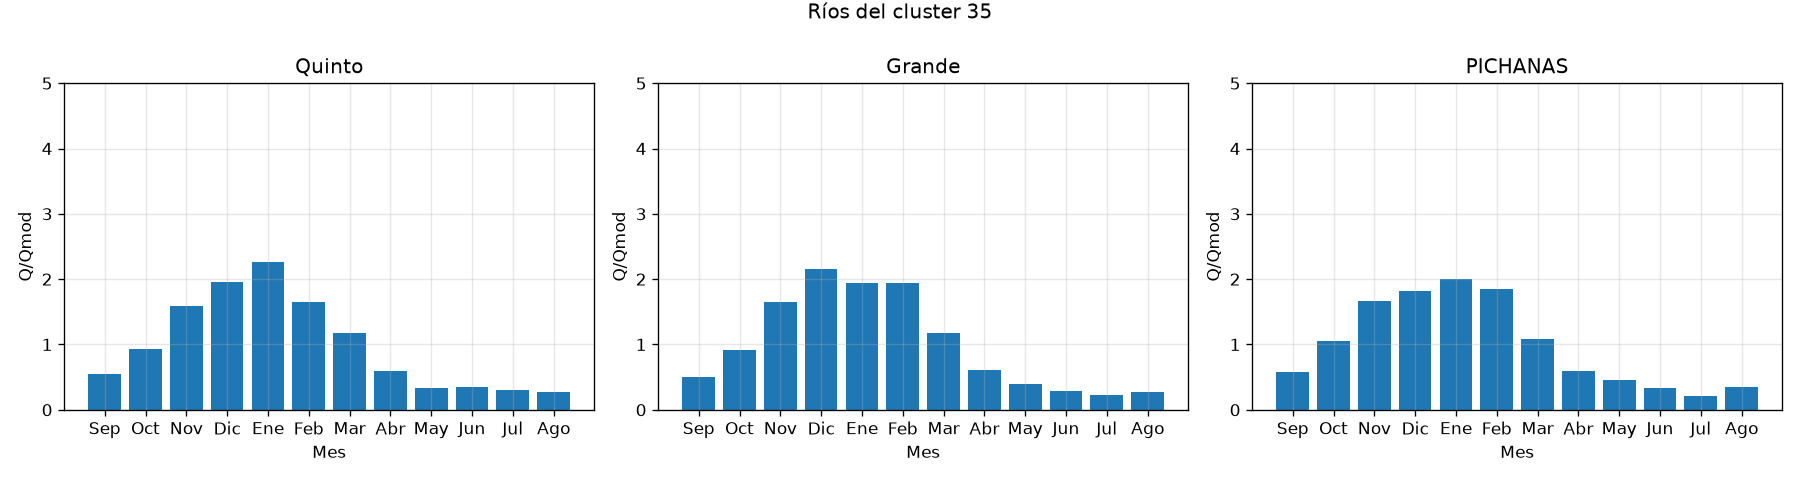 Ríos del cluster 35
Quinto
Q/Qmod
5
4
3
2
1
0
Sep Oct Nov Dic Ene Feb Mar Abr May Jun Jul Ago
Mes
Grande
Q/Qmod
5
4
3
2
1
0
Sep Oct Nov Dic Ene Feb Mar Abr May Jun Jul Ago
Mes
PICHANAS
Q/Qmod
5
4
3
2
1
0
Sep Oct Nov Dic Ene Feb Mar Abr May Jun Jul Ago
Mes